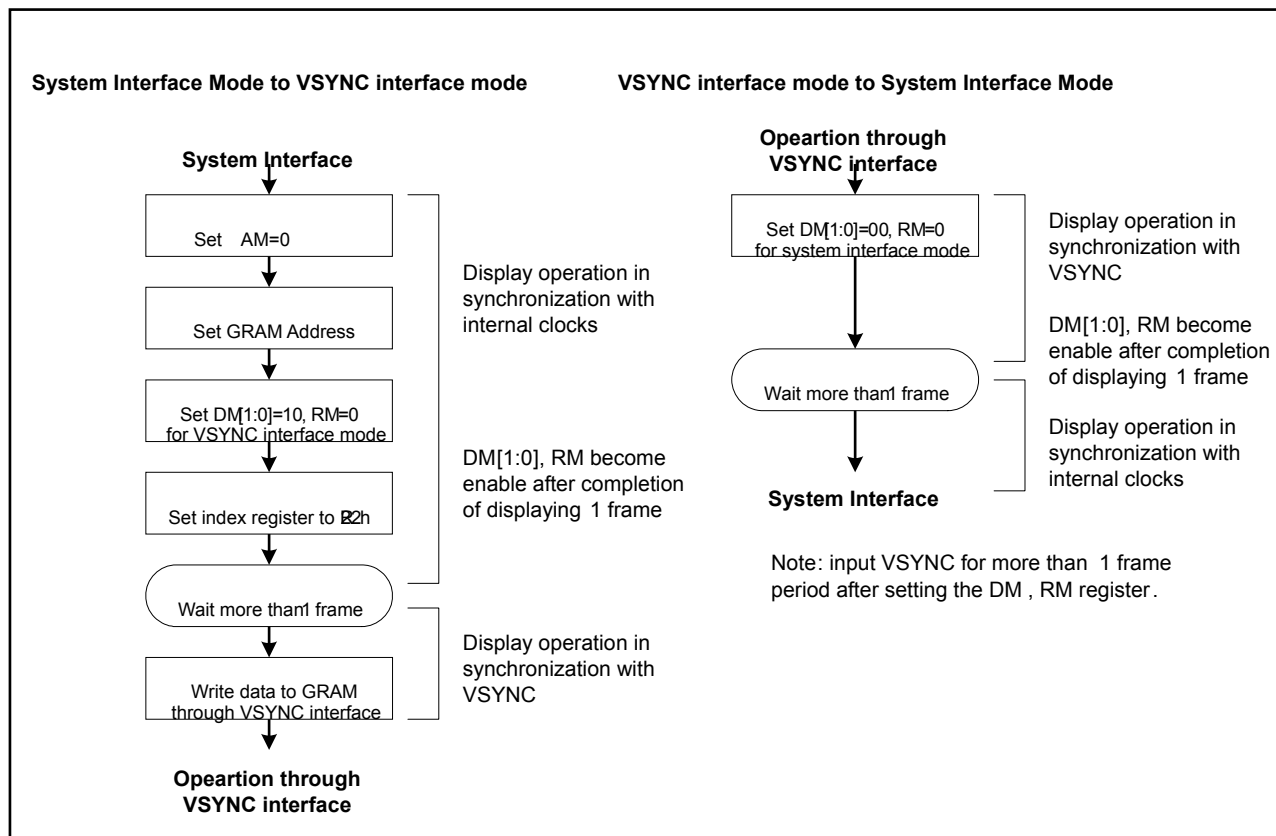 System Interface Mode to VSYNC interface mode
System Interface
Set AM=0
Set GRAM Address
Set DM[1:0]=10, RM=0
for VSYNC interface mode
Set index register to R22h
Wait more than1 frame
Write data to GRAM
through VSYNC interface
Opeartion through
VSYNC interface
Display operation in
synchronization with
internal clocks
DM[1:0], RM become
enable after completion
of displaying 1 frame
Display operation in
synchronization with
VSYNC
VSYNC interface mode to System Interface Mode
Opeartion through
VSYNC interface
Set DM[1:0]=00, RM=0
for system interface mode
Wait more than1 frame
System Interface
Display operation in
synchronization with
VSYNC
DM[1:0], RM become
enable after completion
of displaying 1 frame
Display operation in
synchronization with
internal clocks
Note: input VSYNC for more than 1 frame
period after setting the DM , RM register.